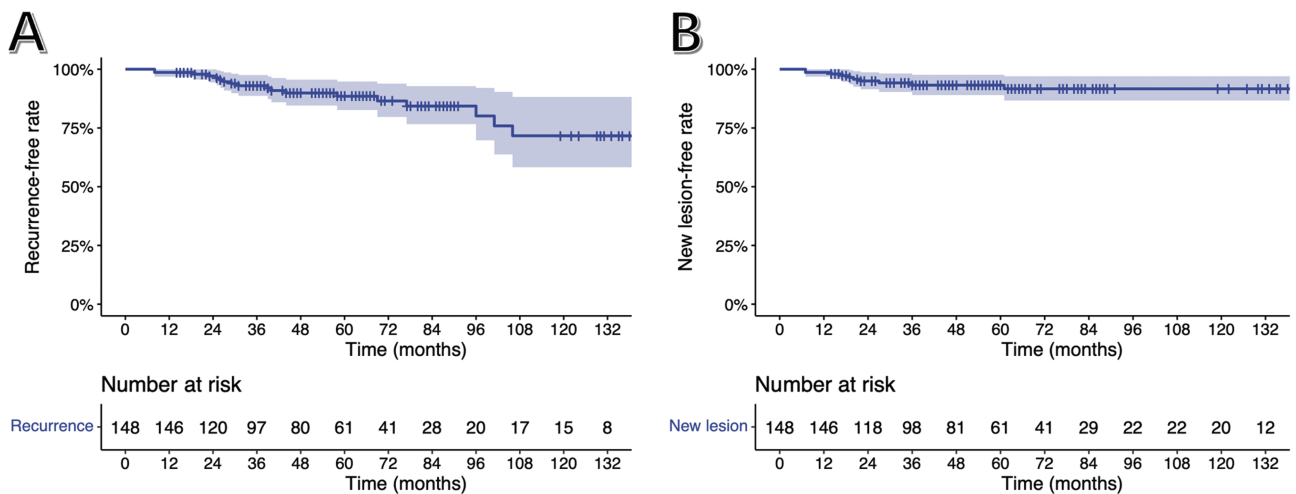 A
Recurrence-free rate
100%
75%
50%
25%
0%
0 12 24 36 48 60 72 84 96 108 120 132
Time (months)
Number at risk
Recurrence 148 146 120 97 80 61 41 28 20 17 15 8
0 12 24 36 48 60 72 84 96 108 120 132
Time (months)
B
New lesion-free rate
100%
75%
50%
25%
0%
0 12 24 36 48 60 72 84 96 108 120 132
Time (months)
Number at risk
New lesion 148 146 118 98 81 61 41 29 22 22 20 12
0 12 24 36 48 60 72 84 96 108 120 132
Time (months)